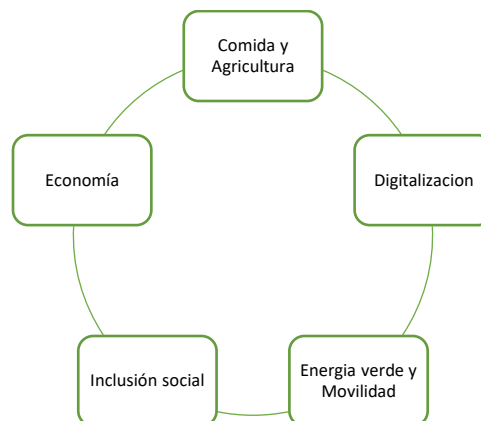 Comida y
Agricultura
Economía
Digitalizacion
Inclusión social
Energia verde y
Movilidad